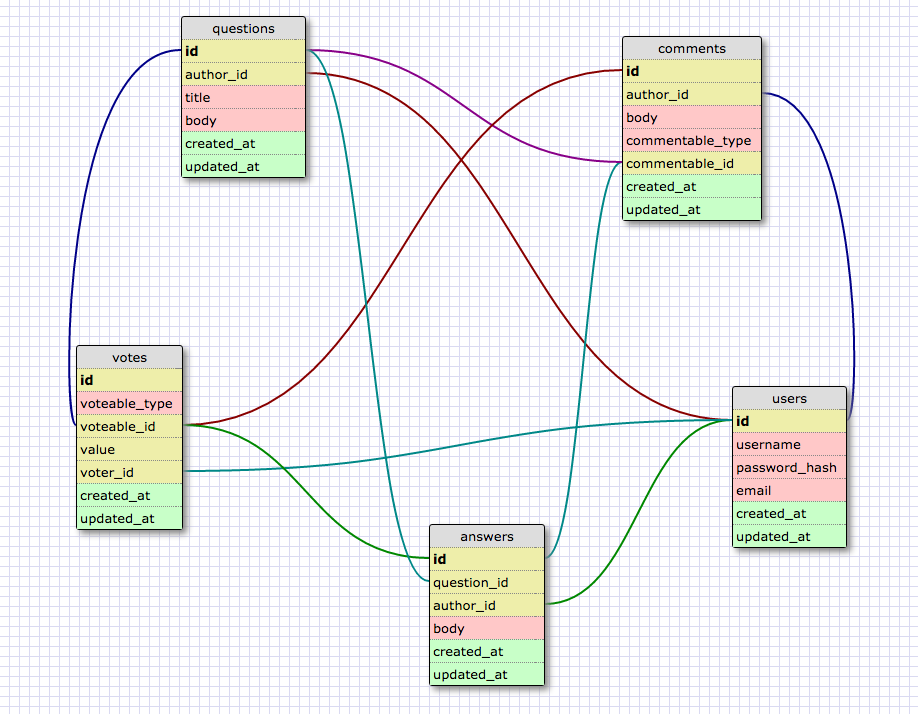 questions
id
author_id
title
body
created_at
updated_at
comments
id
author_id
body
commentable_type
commentable_id
created_at
updated_at
votes
id
voteable_type
voteable_id
value
voter_id
created_at
updated_at
users
id
username
password_hash
email
created_at
updated_at
answers
id
question_id
author_id
body
created_at
updated_at